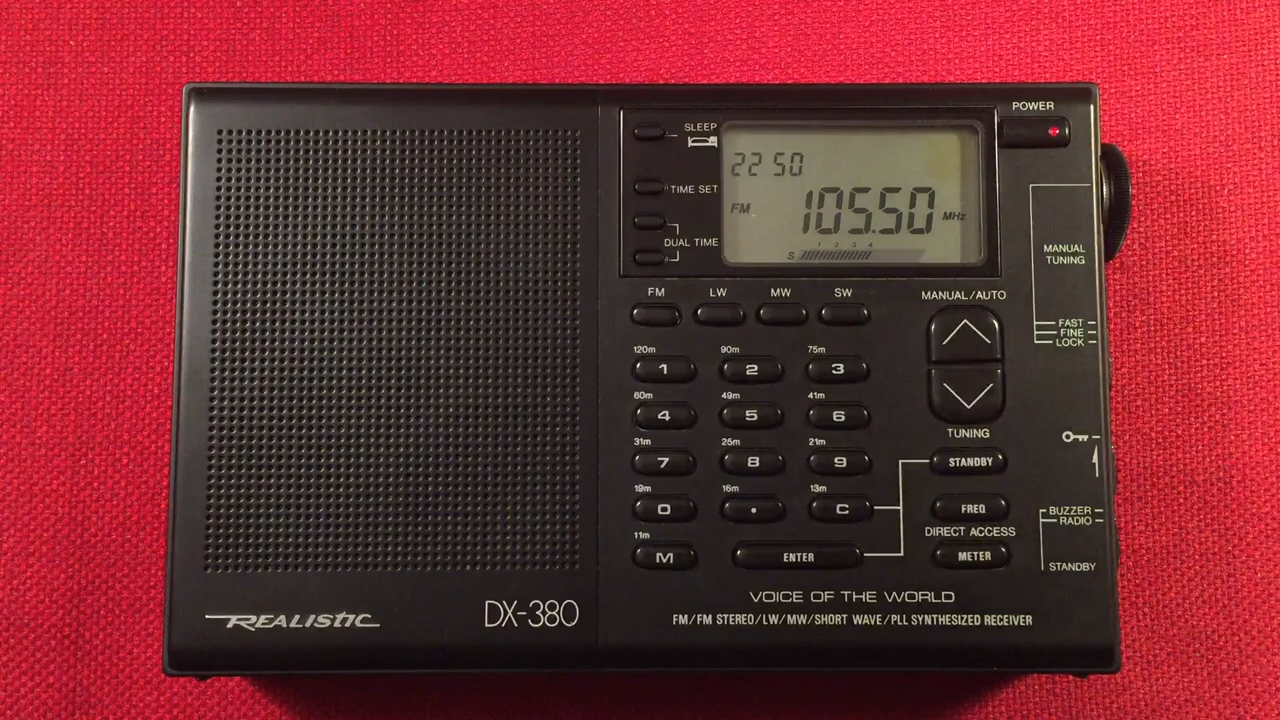 POWER
SLEEP
TIME SET
DUAL TIME
22 50
FM 105.50 MHz
1 2 3 4
S
MANUAL
TUNING
FAST
FINE
LOCK
FM LW MW SW
MANUAL/AUTO
120m 90m 75m
1 2 3
60m 49m 41m
4 5 6
31m 25m 21m
7 8 9
19m 16m 13m
0 . C
11m
M ENTER
TUNING
STANDBY
FREQ
DIRECT ACCESS
METER
BUZZER
RADIO
STANDBY
REALISTIC
DX-380
VOICE OF THE WORLD
FM/FM STEREO/LW/MW/SHORT WAVE/PLL SYNTHESIZED RECEIVER